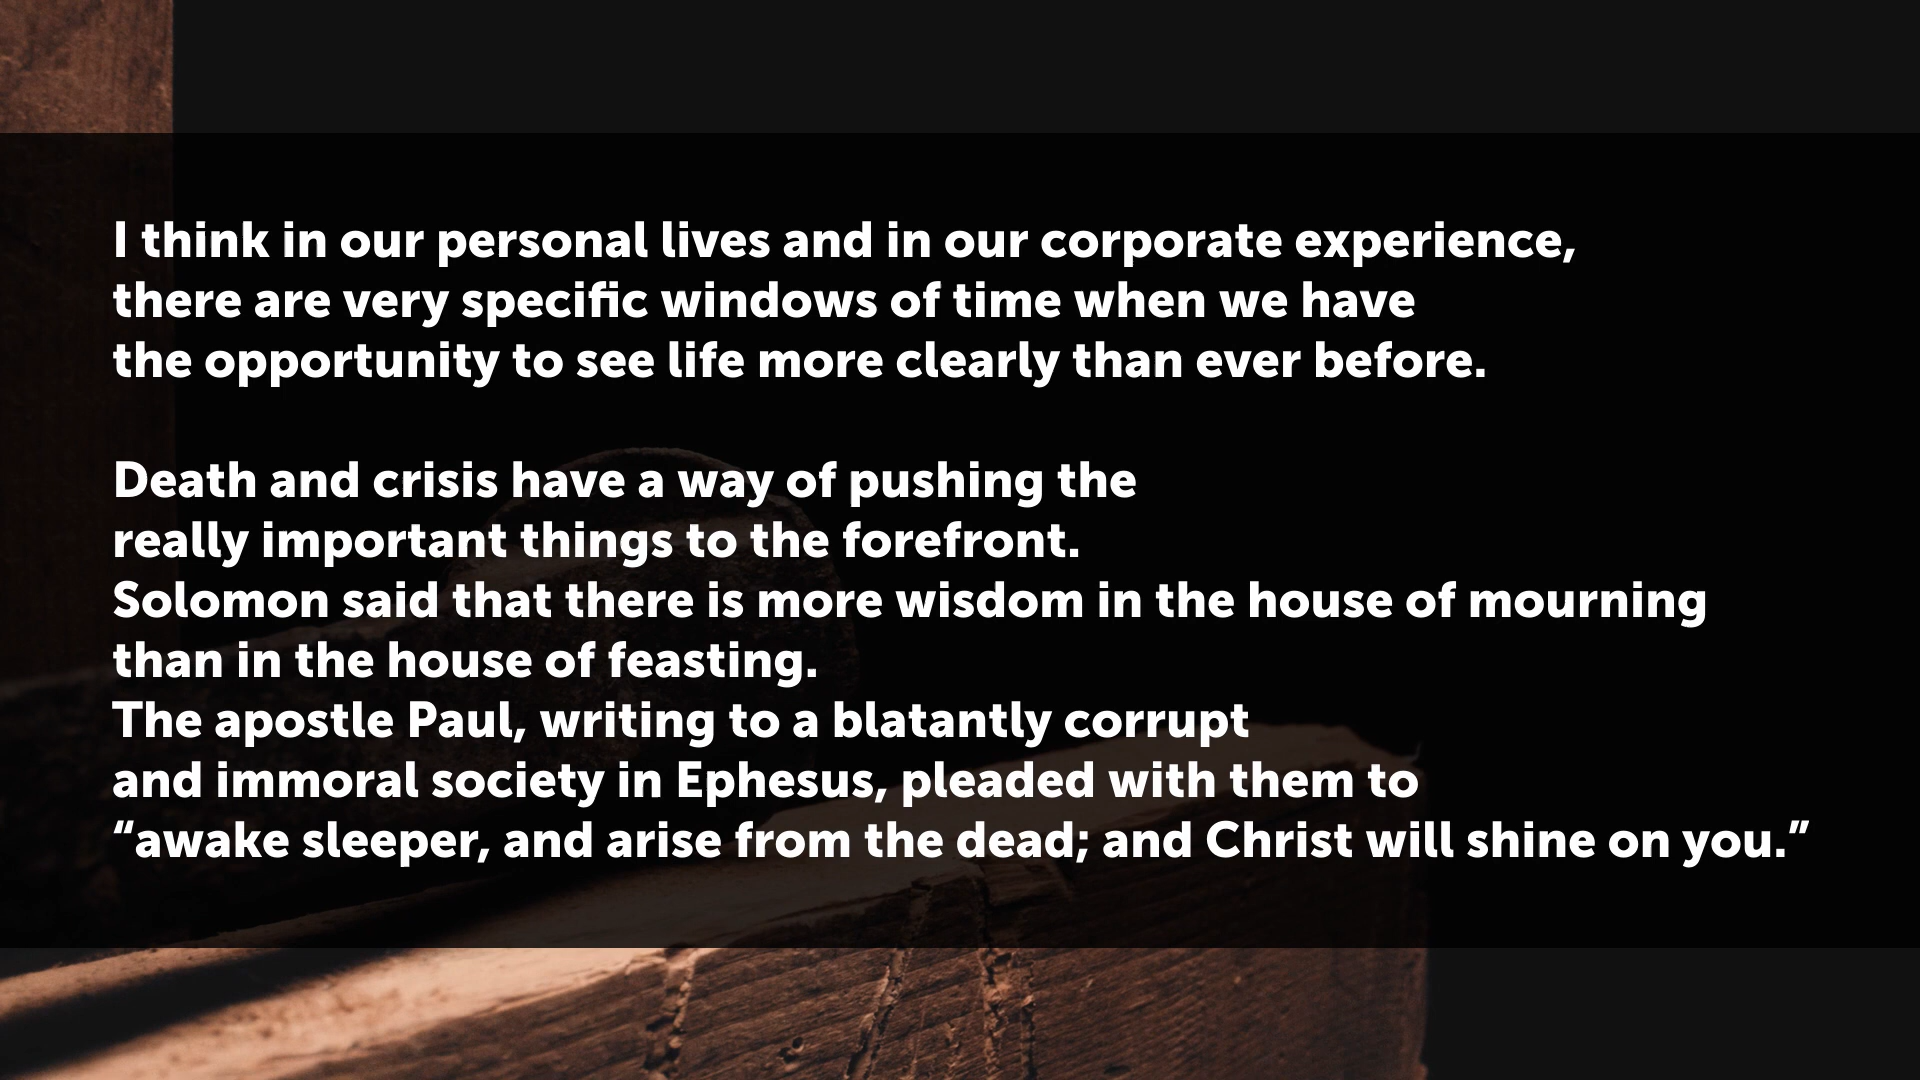 I think in our personal lives and in our corporate experience,
there are very specific windows of time when we have
the opportunity to see life more clearly than ever before.
Death and crisis have a way of pushing the
really important things to the forefront.
Solomon said that there is more wisdom in the house of mourning
than in the house of feasting.
The apostle Paul, writing to a blatantly corrupt
and immoral society in Ephesus, pleaded with them to
“awake sleeper, and arise from the dead; and Christ will shine on you.”